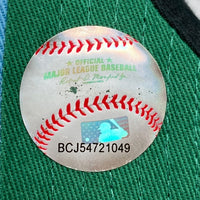 OFFICIAL
MAJOR LEAGUE BASEBALL
BCJ54721049